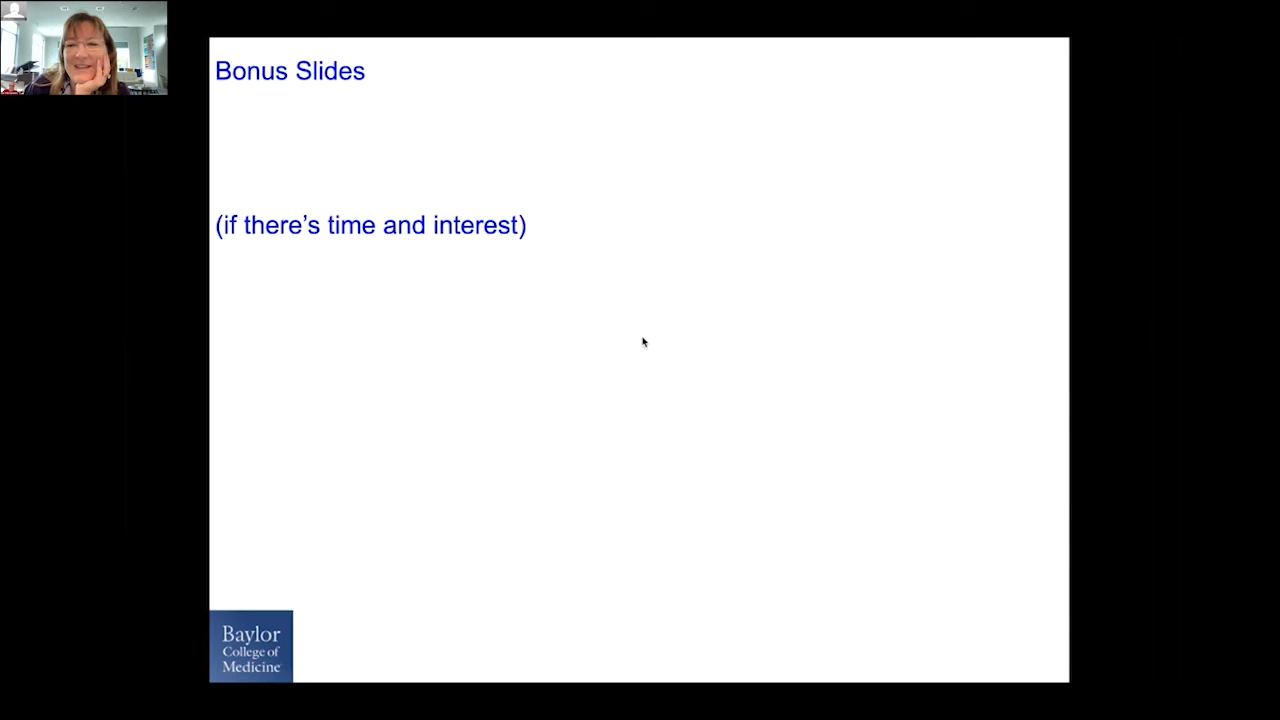 Bonus Slides
(if there's time and interest)
Baylor
College of
Medicine